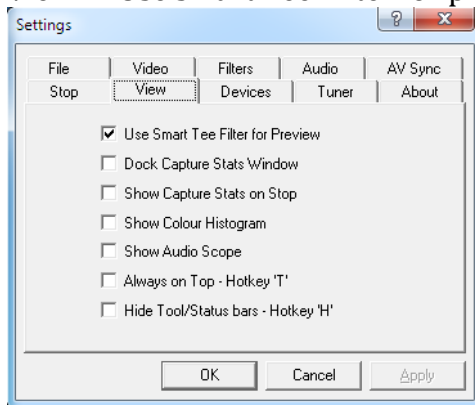 Settings
File Video Filters Audio AV Sync
Stop View Devices Tuner About
Use Smart Tee Filter for Preview
Dock Capture Stats Window
Show Capture Stats on Stop
Show Colour Histogram
Show Audio Scope
Always on Top - Hotkey 'T'
Hide Tool/Status bars - Hotkey 'H'
OK Cancel Apply